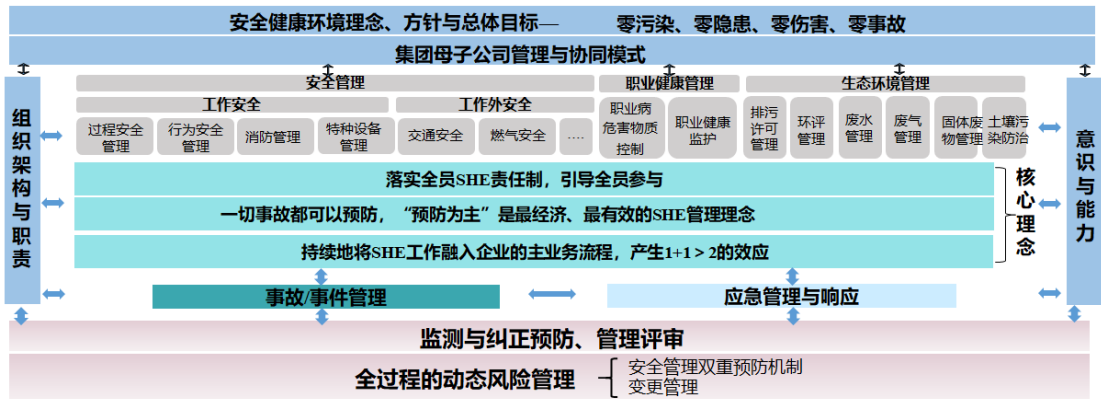 安全健康环境理念、方针与总体目标— 零污染、零隐患、零伤害、零事故
集团母子公司管理与协同模式
组织架构与职责
安全管理
职业健康管理
生态环境管理
工作安全
工作外安全
过程安全
管理
行为安全
管理
消防管理
特种设备
管理
交通安全
燃气安全
....
职业病
危害物质
控制
职业健康
监护
排污
许可
管理
环评
管理
废水
管理
废气
管理
固体废
物管理
土壤污
染防治
意识与能力
落实全员SHE责任制，引导全员参与
一切事故都可以预防，“预防为主”是最经济、最有效的SHE管理理念
持续地将SHE工作融入企业的主业务流程，产生1+1＞2的效应
核心理念
事故/事件管理
应急管理与响应
监测与纠正预防、管理评审
全过程的动态风险管理
安全管理双重预防机制
变更管理